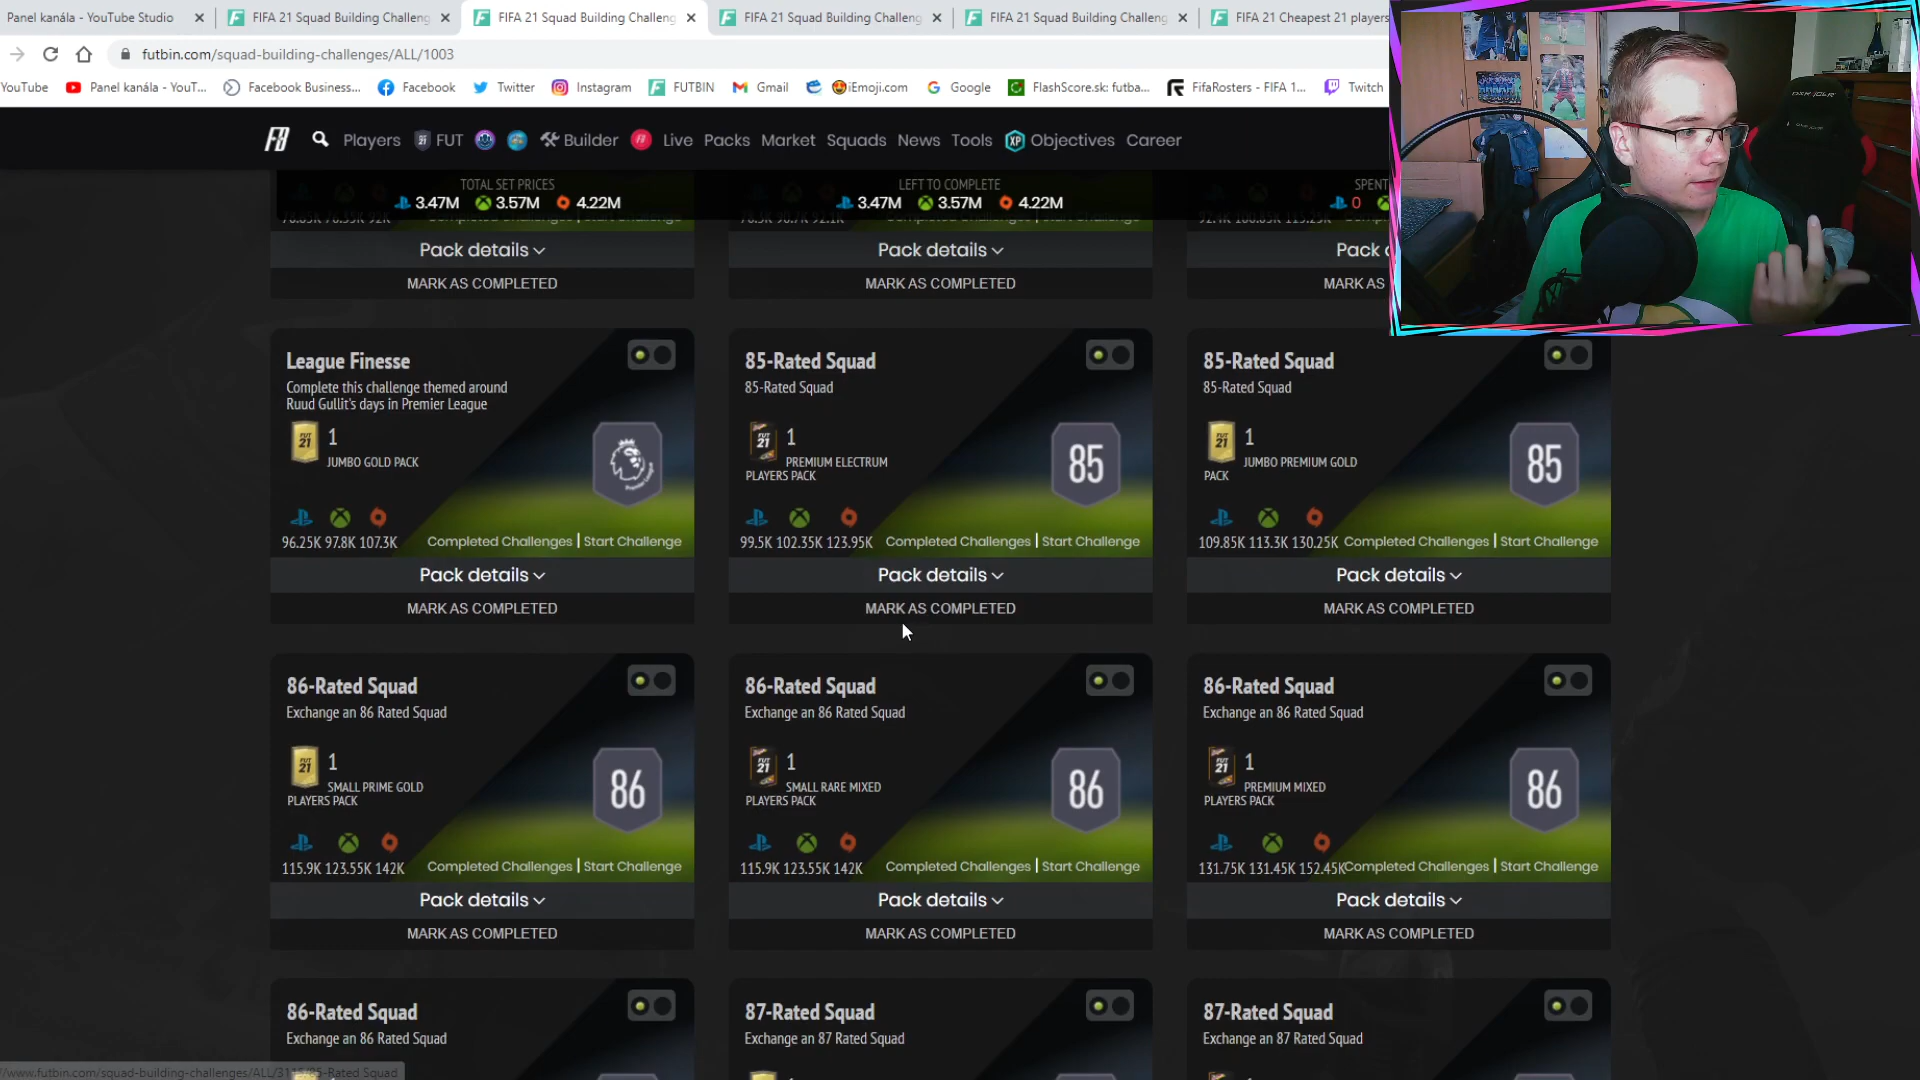 Panel kanála - YouTube Studio
FIFA 21 Squad Building Challeng
FIFA 21 Squad Building Challeng
FIFA 21 Squad Building Challeng
FIFA 21 Squad Building Challeng
FIFA 21 Cheapest 21 players
futbin.com/squad-building-challenges/ALL/1003
YouTube
Panel kanála - YouT...
Facebook Business...
Facebook
Twitter
Instagram
FUTBIN
Gmail
iEmoji.com
Google
FlashScore.sk: futba...
FifaRosters - FIFA 1...
Twitch
Players FUT Builder Live Packs Market Squads News Tools Objectives Career
TOTAL SET PRICES
3.47M 3.57M 4.22M
LEFT TO COMPLETE
3.47M 3.57M 4.22M
SPENT
0
Pack details
MARK AS COMPLETED
Pack details
MARK AS COMPLETED
Pack
MARK AS
League Finesse
Complete this challenge themed around
Ruud Gullit's days in Premier League
1
JUMBO GOLD PACK
96.25K 97.8K 107.3K
Completed Challenges | Start Challenge
Pack details
MARK AS COMPLETED
85-Rated Squad
85-Rated Squad
1
PREMIUM ELECTRUM
PLAYERS PACK
85
99.5K 102.35K 123.95K
Completed Challenges | Start Challenge
Pack details
MARK AS COMPLETED
85-Rated Squad
85-Rated Squad
1
JUMBO PREMIUM GOLD
PACK
85
109.85K 113.3K 130.25K
Completed Challenges | Start Challenge
Pack details
MARK AS COMPLETED
86-Rated Squad
Exchange an 86 Rated Squad
1
SMALL PRIME GOLD
PLAYERS PACK
86
115.9K 123.55K 142K
Completed Challenges | Start Challenge
Pack details
MARK AS COMPLETED
86-Rated Squad
Exchange an 86 Rated Squad
1
SMALL RARE MIXED
PLAYERS PACK
86
115.9K 123.55K 142K
Completed Challenges | Start Challenge
Pack details
MARK AS COMPLETED
86-Rated Squad
Exchange an 86 Rated Squad
1
PREMIUM MIXED
PLAYERS PACK
86
131.75K 131.45K 152.45K
Completed Challenges | Start Challenge
Pack details
MARK AS COMPLETED
86-Rated Squad
Exchange an 86 Rated Squad
87-Rated Squad
Exchange an 87 Rated Squad
87-Rated Squad
Exchange an 87 Rated Squad